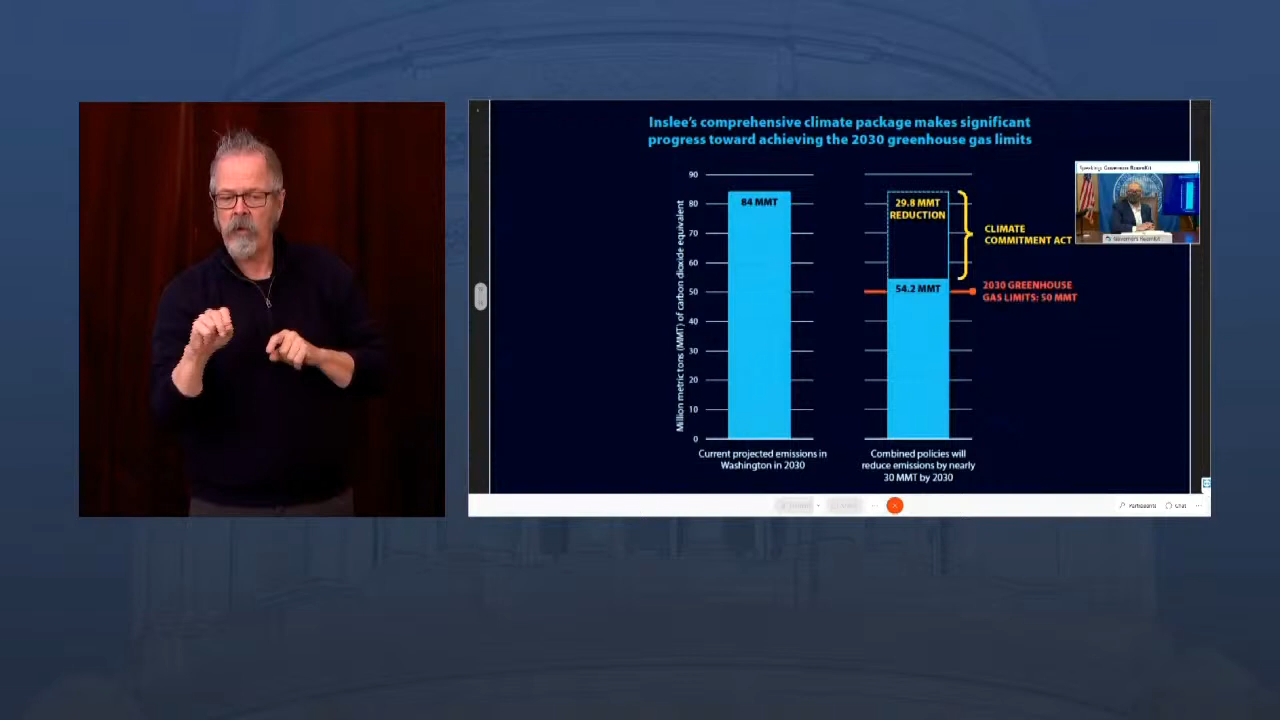 Inslee's comprehensive climate package makes significant
progress toward achieving the 2030 greenhouse gas limits
Million metric tons (MMT) of carbon dioxide equivalent
90
80
70
60
50
40
30
20
10
0
84 MMT
29.8 MMT
REDUCTION
54.2 MMT
CLIMATE
COMMITMENT ACT
2030 GREENHOUSE
GAS LIMITS: 50 MMT
Current projected emissions in
Washington in 2030
Combined policies will
reduce emissions by nearly
30 MMT by 2030
Speaking:
Participants
Chat